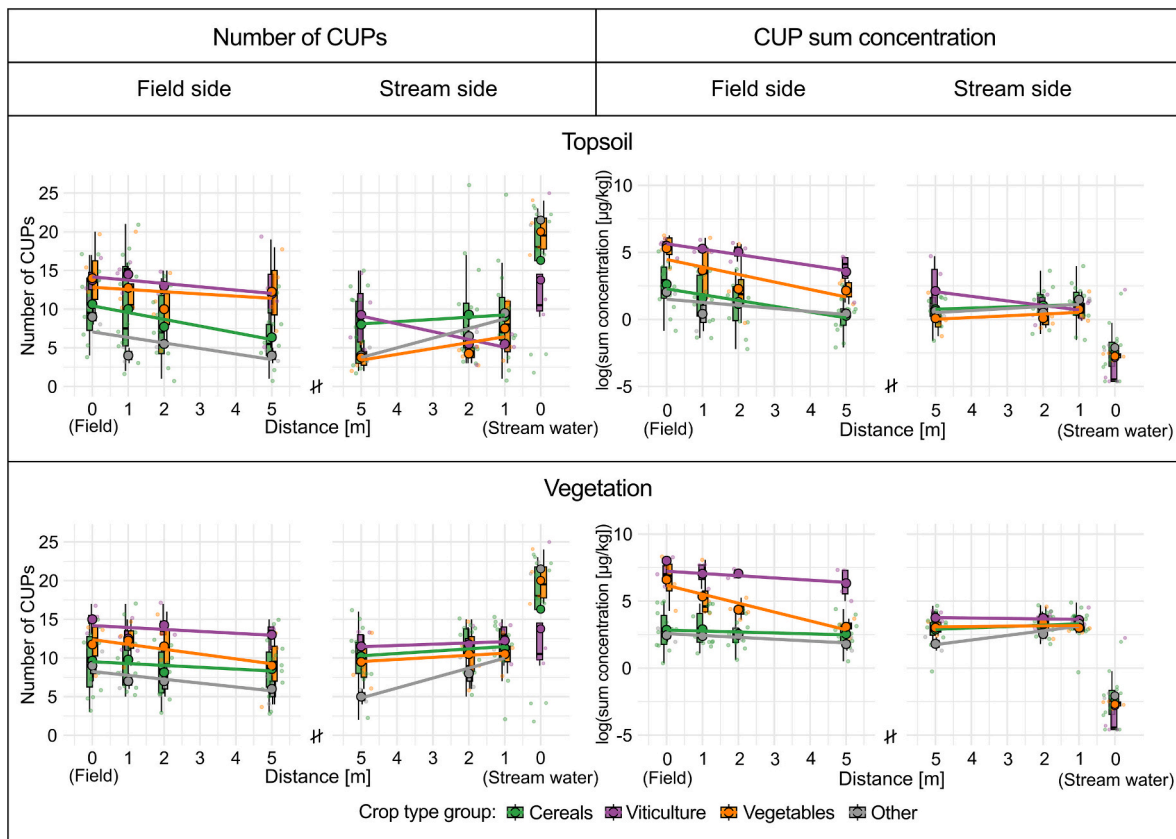 Number of CUPs
CUP sum concentration
Field side
Stream side
Field side
Stream side
Topsoil
Number of CUPs
25
20
15
10
5
0
0
1
2
3
4
5
(Field)
Distance [m]
5
4
3
2
1
0
(Stream water)
log(sum concentration [µg/kg])
10
5
0
-5
0
1
2
3
4
5
(Field)
Distance [m]
5
4
3
2
1
0
(Stream water)
Vegetation
Number of CUPs
25
20
15
10
5
0
0
1
2
3
4
5
(Field)
Distance [m]
5
4
3
2
1
0
(Stream water)
log(sum concentration [µg/kg])
10
5
0
-5
0
1
2
3
4
5
(Field)
Distance [m]
5
4
3
2
1
0
(Stream water)
Crop type group: Cereals Viticulture Vegetables Other